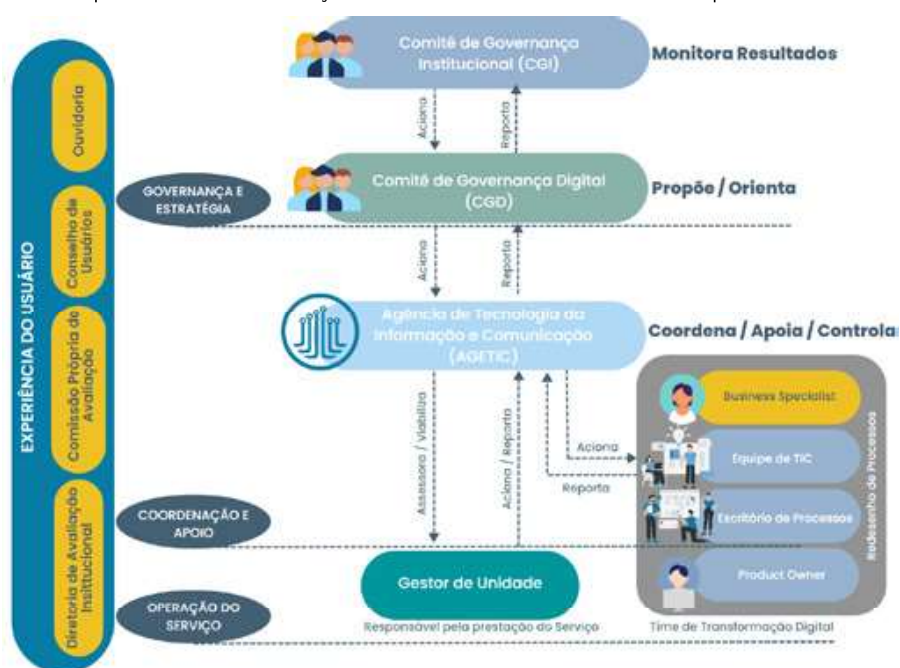 Comitê de Governança
Institucional (CGI)
Monitora Resultados
Aciona
Reporta
Comitê de Governança Digital
(CGD)
Propõe / Orienta
GOVERNANÇA E
ESTRATÉGIA
Aciona
Reporta
Agência de Tecnologia da
Informação e Comunicação
(AGETIC)
Coordena / Apoia / Controla
Assessora / Viabiliza
Aciona / Reporta
Aciona
Reporta
Business Specialist
Equipe de TIC
Escritório de Processos
Product Owner
Redesenho de Processos
COORDENAÇÃO E
APOIO
Gestor de Unidade
Responsável pela prestação do Serviço
Time de Transformação Digital
OPERAÇÃO DO
SERVIÇO
EXPERIÊNCIA DO USUÁRIO
Ouvidoria
Conselho de
Usuários
Comissão Própria de
Avaliação
Diretoria de Avaliação
Insittucional